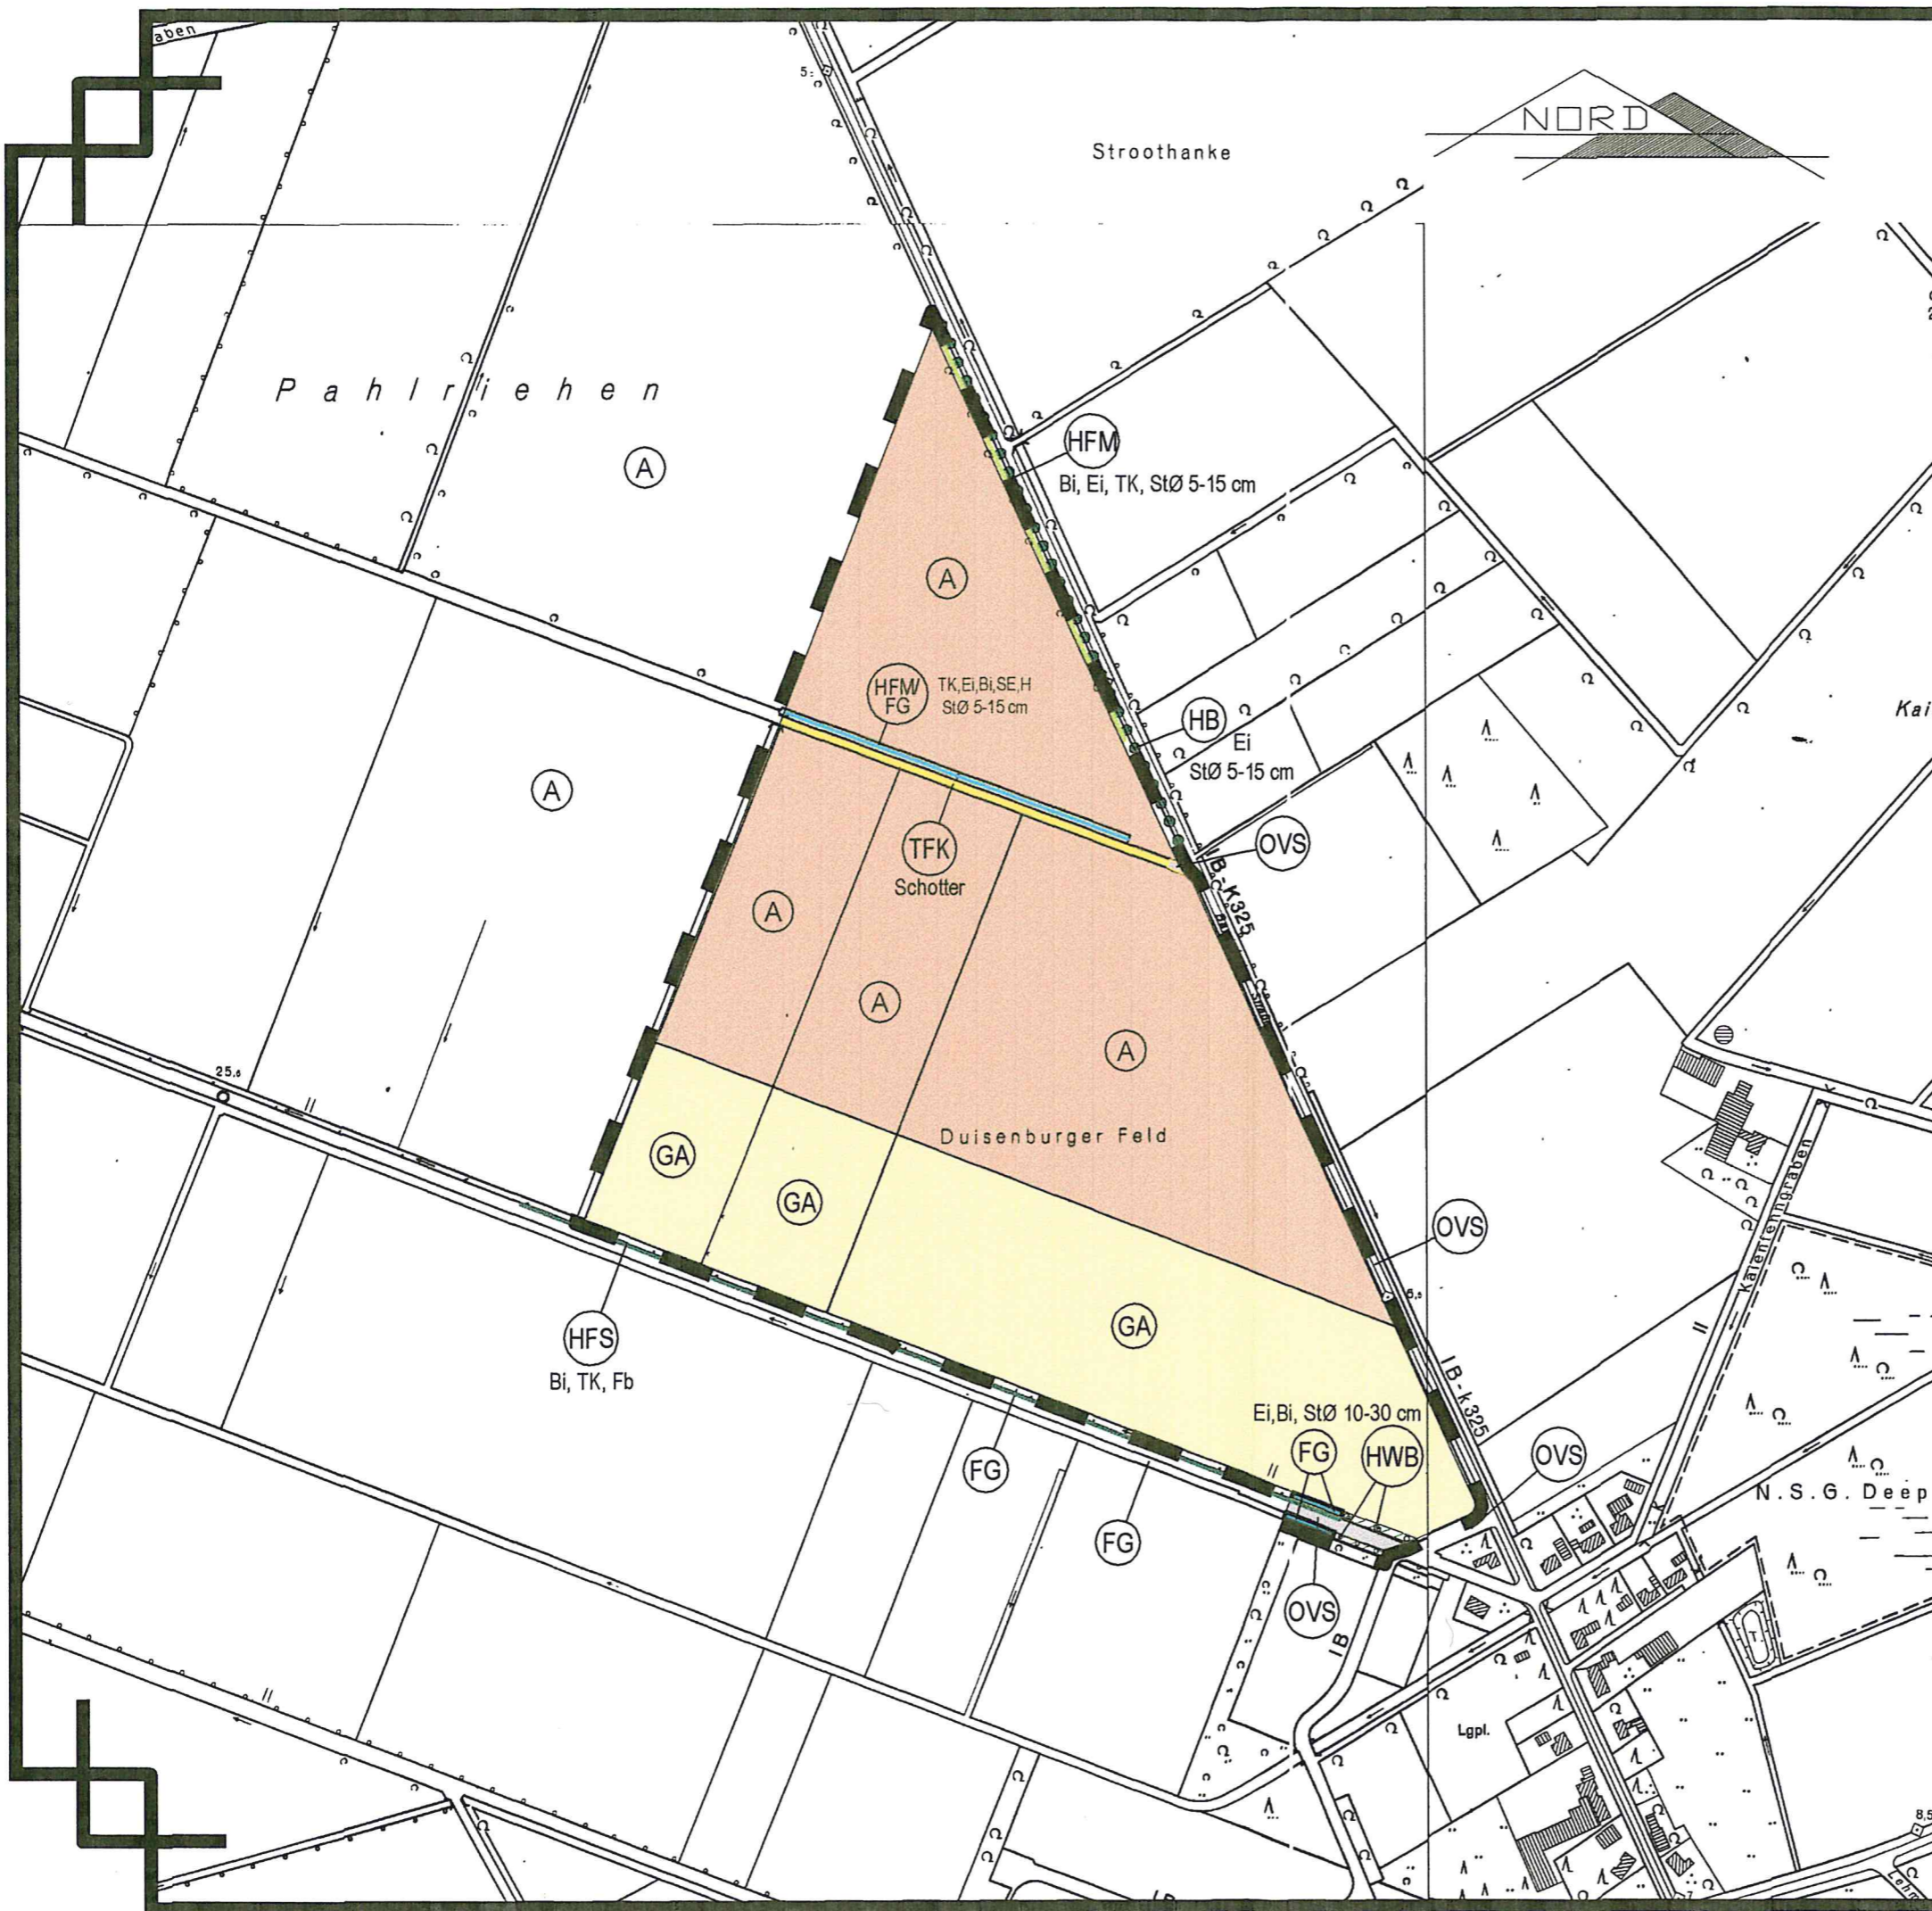 aben
NORD
Stroothanke
Pahlriehen
A
HFM
Bi, Ei, TK, StØ 5-15 cm
A
HFM/
FG
TK,Ei,Bi,SE,H
StØ 5-15 cm
HB
Ei
StØ 5-15 cm
Kai
A
TFK
Schotter
OVS
IB-K325
A
A
A
25,6
Duisenburger Feld
GA
GA
GA
OVS
Kaienfenngraben
HFS
Bi, TK, Fb
IB-k325
Ei,Bi, StØ 10-30 cm
FG
HWB
OVS
FG
N.S.G. Deep
FG
OVS
IB
T.
Lgpl.
8,5